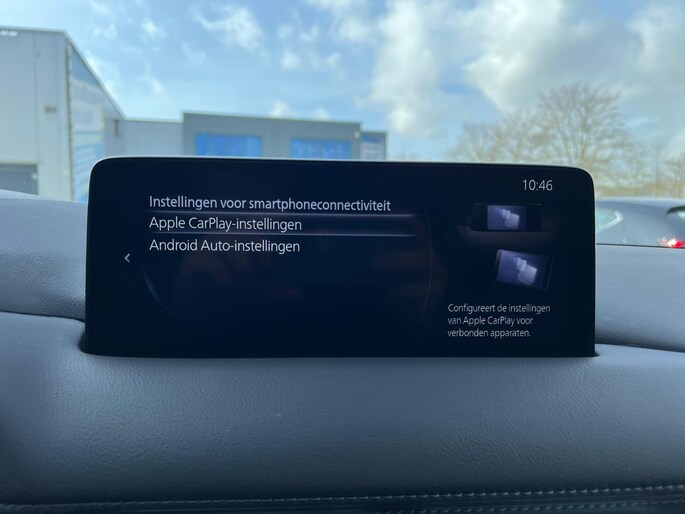 10:46
Instellingen voor smartphoneconnectiviteit
Apple CarPlay-instellingen
Android Auto-instellingen
Configureert de instellingen
van Apple CarPlay voor
verbonden apparaten.